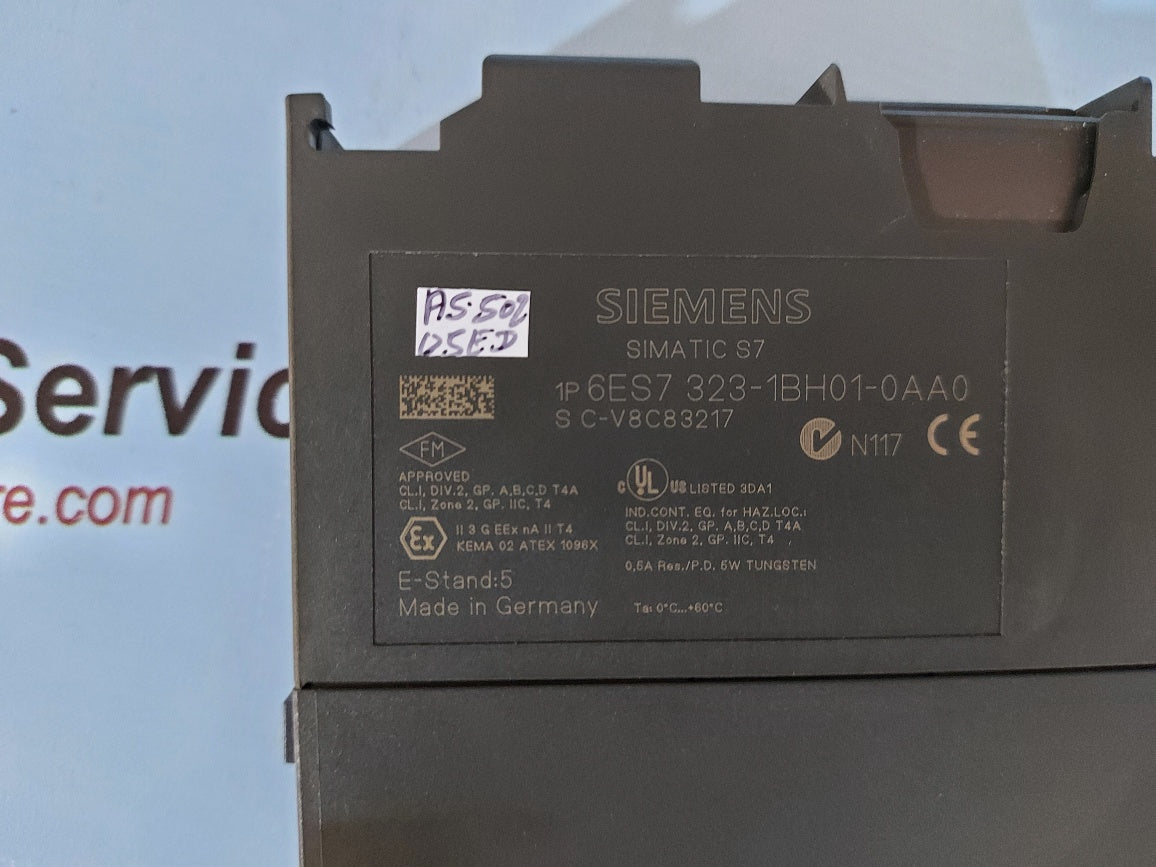 Servic
re.com
AS.502
SIEMENS
SIMATIC S7
1P 6ES7 323-1BH01-0AA0
S C-V8C83217
N117 CE
FM
APPROVED
CL.I, DIV.2, GP. A,B,C,D T4A
CL.I, Zone 2, GP. IIC, T4
Ex II 3 G EEx nA II T4
KEMA 02 ATEX 1096X
E-Stand:5
Made in Germany
c UL US LISTED 3DA1
IND.CONT. EQ. for HAZ.LOC.:
CL.I, DIV.2, GP. A,B,C,D T4A
CL.I, Zone 2, GP. IIC, T4
0,5A Res./P.D. 5W TUNGSTEN
Ta: 0°C...+60°C